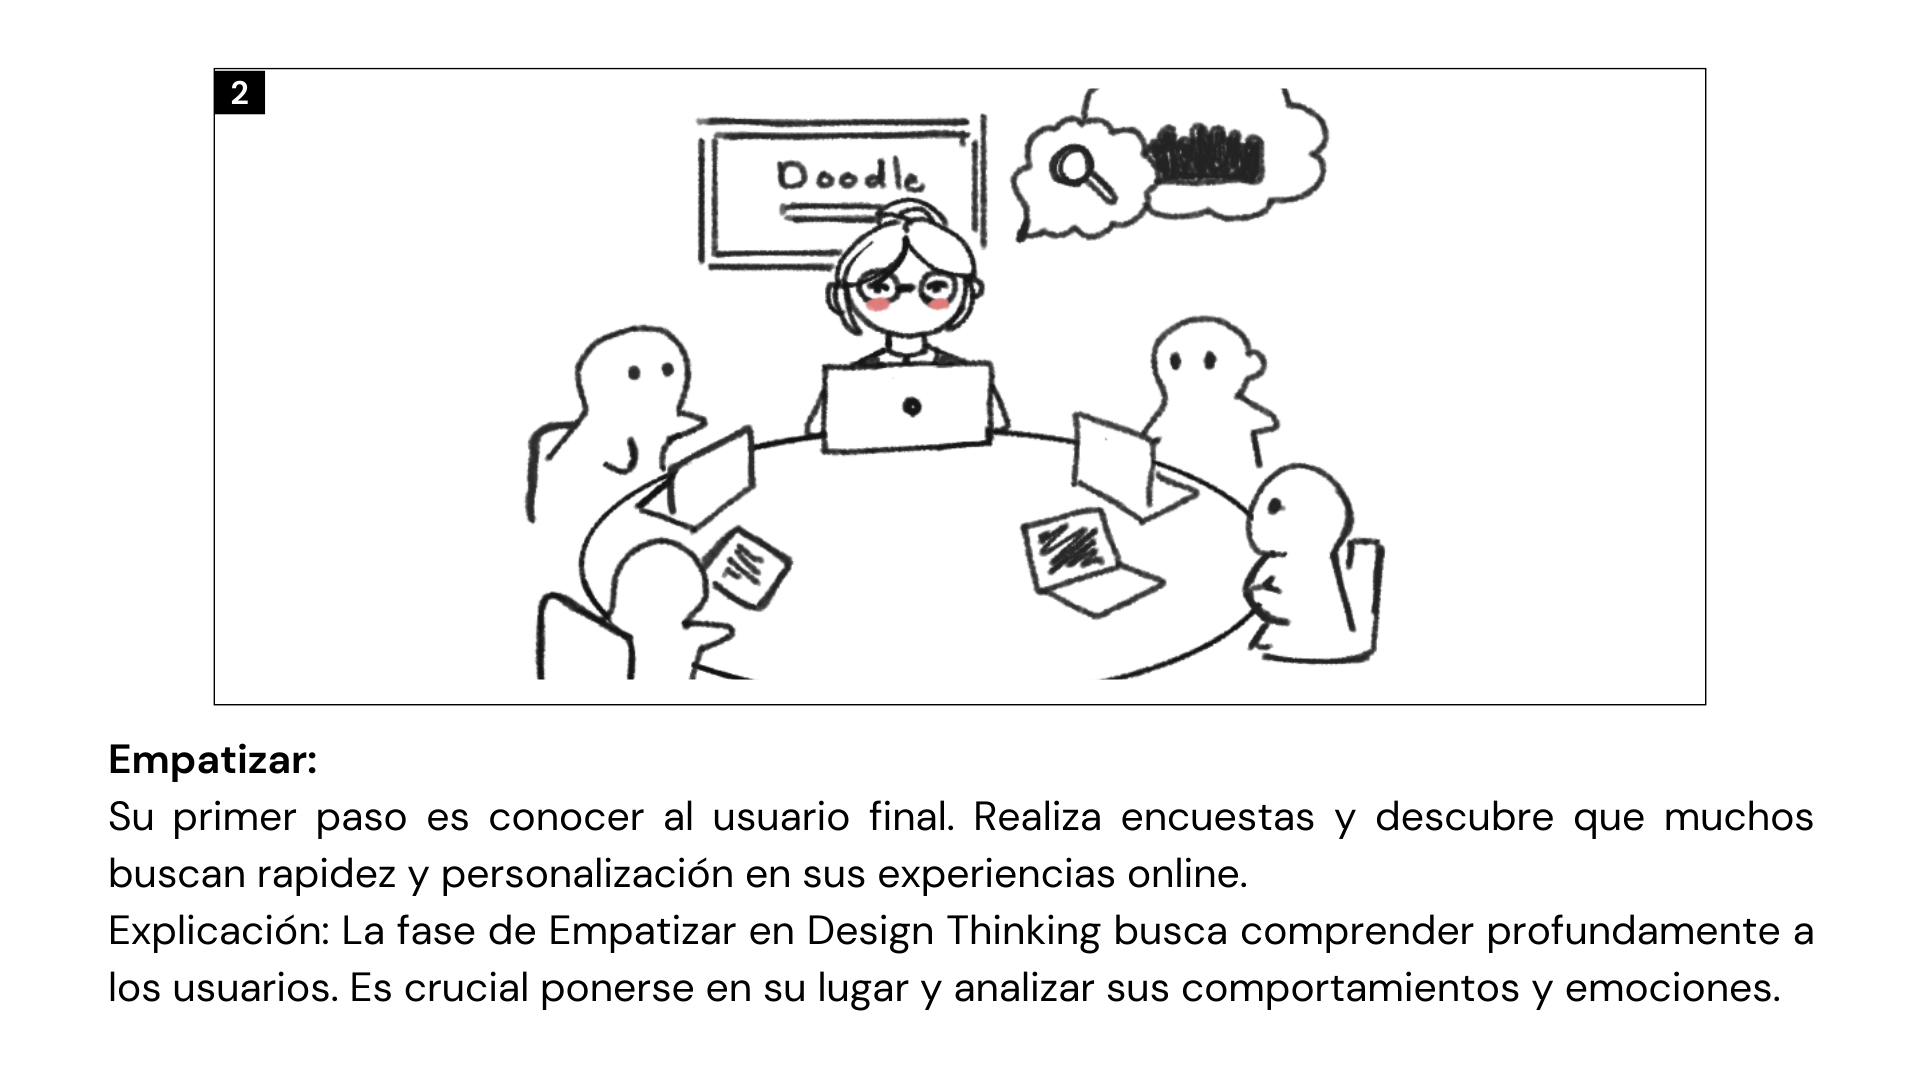 2
Doodle
Empatizar:
Su primer paso es conocer al usuario final. Realiza encuestas y descubre que muchos
buscan rapidez y personalización en sus experiencias online.
Explicación: La fase de Empatizar en Design Thinking busca comprender profundamente a
los usuarios. Es crucial ponerse en su lugar y analizar sus comportamientos y emociones.